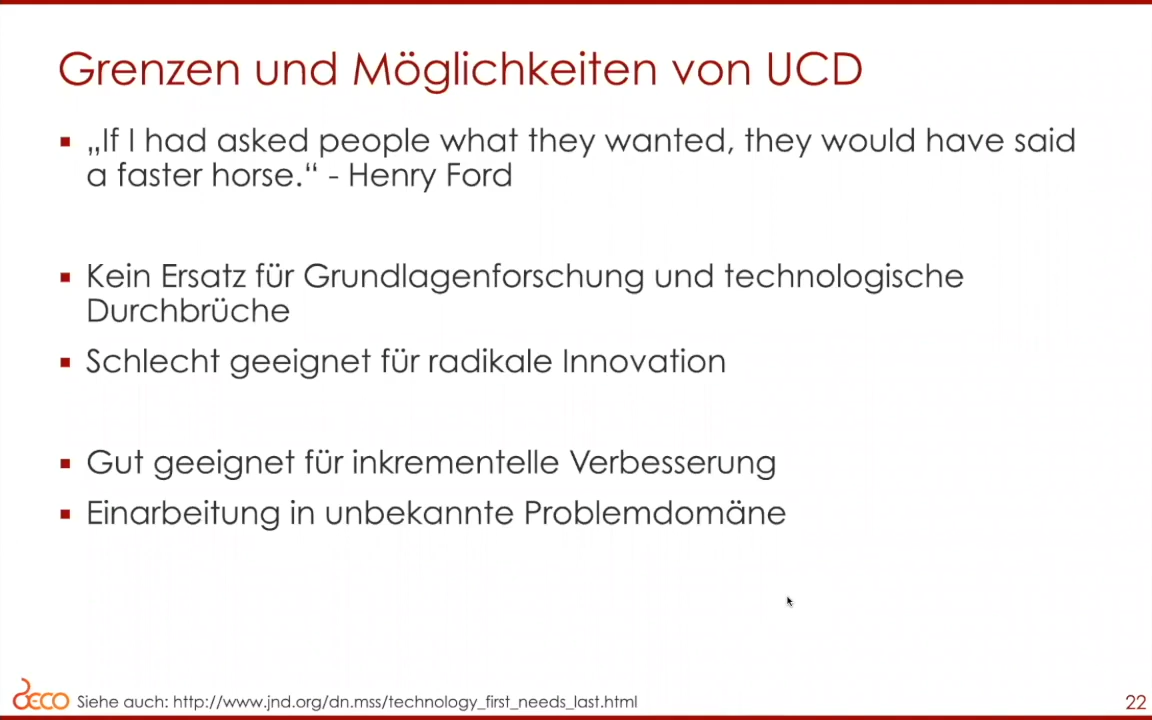 Grenzen und Möglichkeiten von UCD
▪ „If I had asked people what they wanted, they would have said
a faster horse.“ - Henry Ford
▪ Kein Ersatz für Grundlagenforschung und technologische
Durchbrüche
▪ Schlecht geeignet für radikale Innovation
▪ Gut geeignet für inkrementelle Verbesserung
▪ Einarbeitung in unbekannte Problemdomäne
DECO Siehe auch: http://www.jnd.org/dn.mss/technology_first_needs_last.html
22